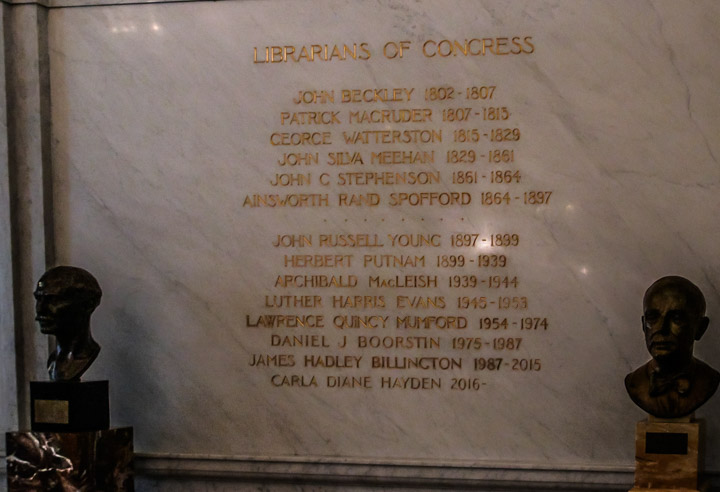 LIBRARIANS OF CONGRESS
JOHN BECKLEY 1802-1807
PATRICK MAGRUDER 1807-1815
GEORGE WATTERSTON 1815-1829
JOHN SILVA MEEHAN 1829-1861
JOHN G STEPHENSON 1861-1864
AINSWORTH RAND SPOFFORD 1864-1897
JOHN RUSSELL YOUNG 1897-1899
HERBERT PUTNAM 1899-1939
ARCHIBALD MacLEISH 1939-1944
LUTHER HARRIS EVANS 1945-1953
LAWRENCE QUINCY MUMFORD 1954-1974
DANIEL J BOORSTIN 1975-1987
JAMES HADLEY BILLINGTON 1987-2015
CARLA DIANE HAYDEN 2016-